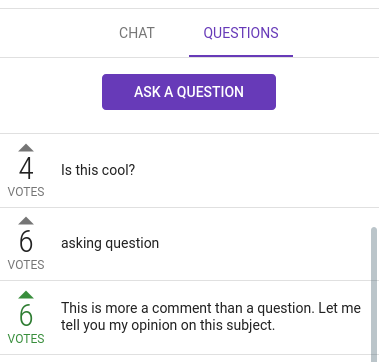 CHAT QUESTIONS
ASK A QUESTION
4
VOTES
Is this cool?
6
VOTES
asking question
6
VOTES
This is more a comment than a question. Let me
tell you my opinion on this subject.